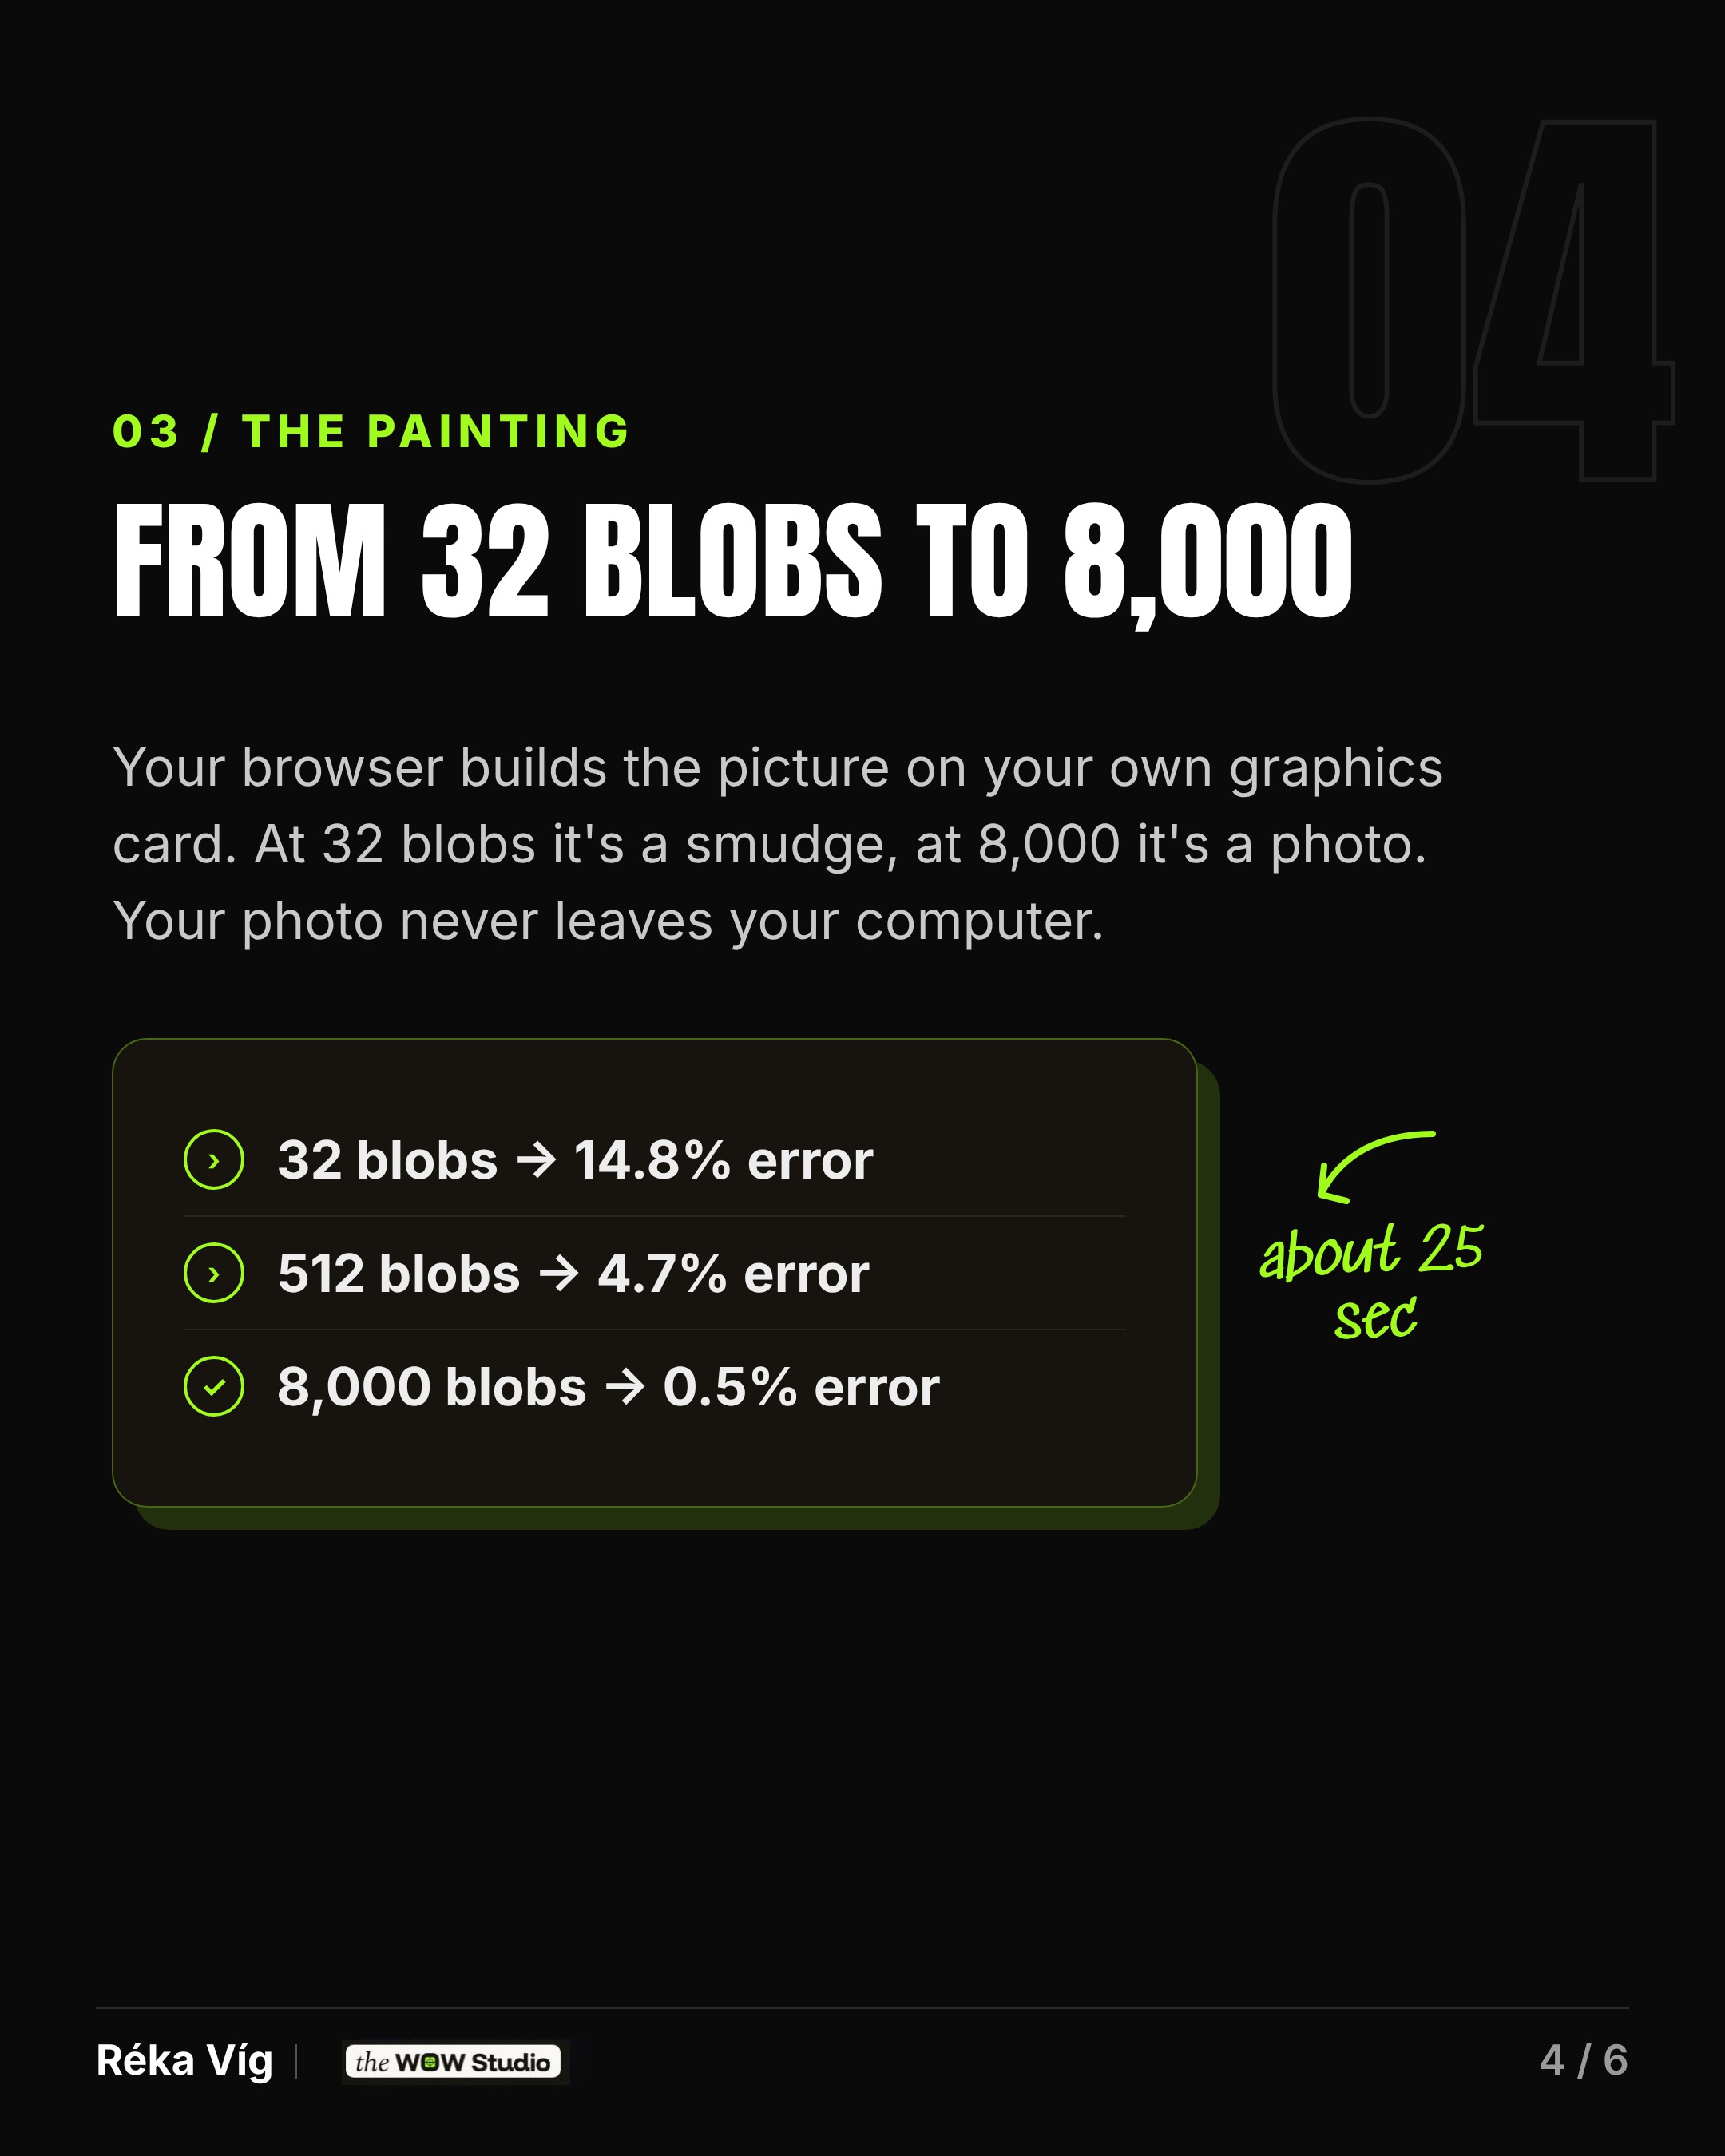 04
03 / THE PAINTING
FROM 32 BLOBS TO 8,000
Your browser builds the picture on your own graphics
card. At 32 blobs it's a smudge, at 8,000 it's a photo.
Your photo never leaves your computer.
32 blobs → 14.8% error
512 blobs → 4.7% error
8,000 blobs → 0.5% error
about 25
sec
Réka Víg
the WOW Studio
4 / 6